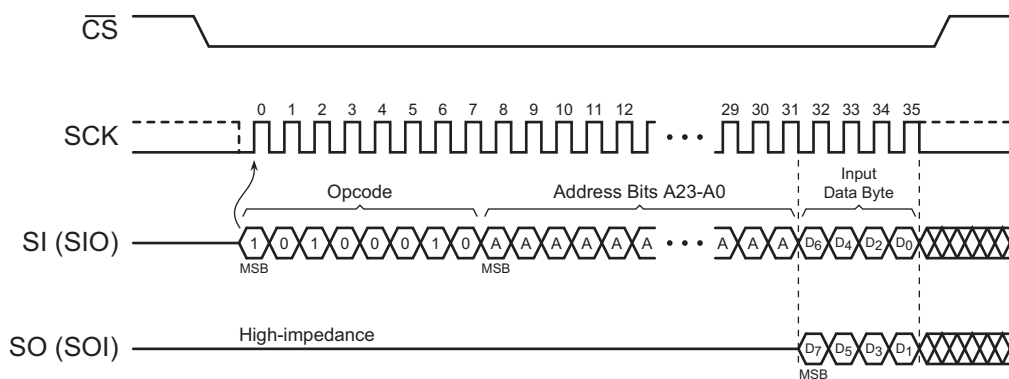 CS
0 1 2 3 4 5 6 7 8 9 10 11 12 29 30 31 32 33 34 35
SCK
Opcode Address Bits A23-A0 Input
Data Byte
SI (SIO) 1 0 1 0 0 0 1 0 A A A A A A A A A D6 D4 D2 D0
MSB MSB
High-impedance
SO (SOI) D7 D5 D3 D1
MSB